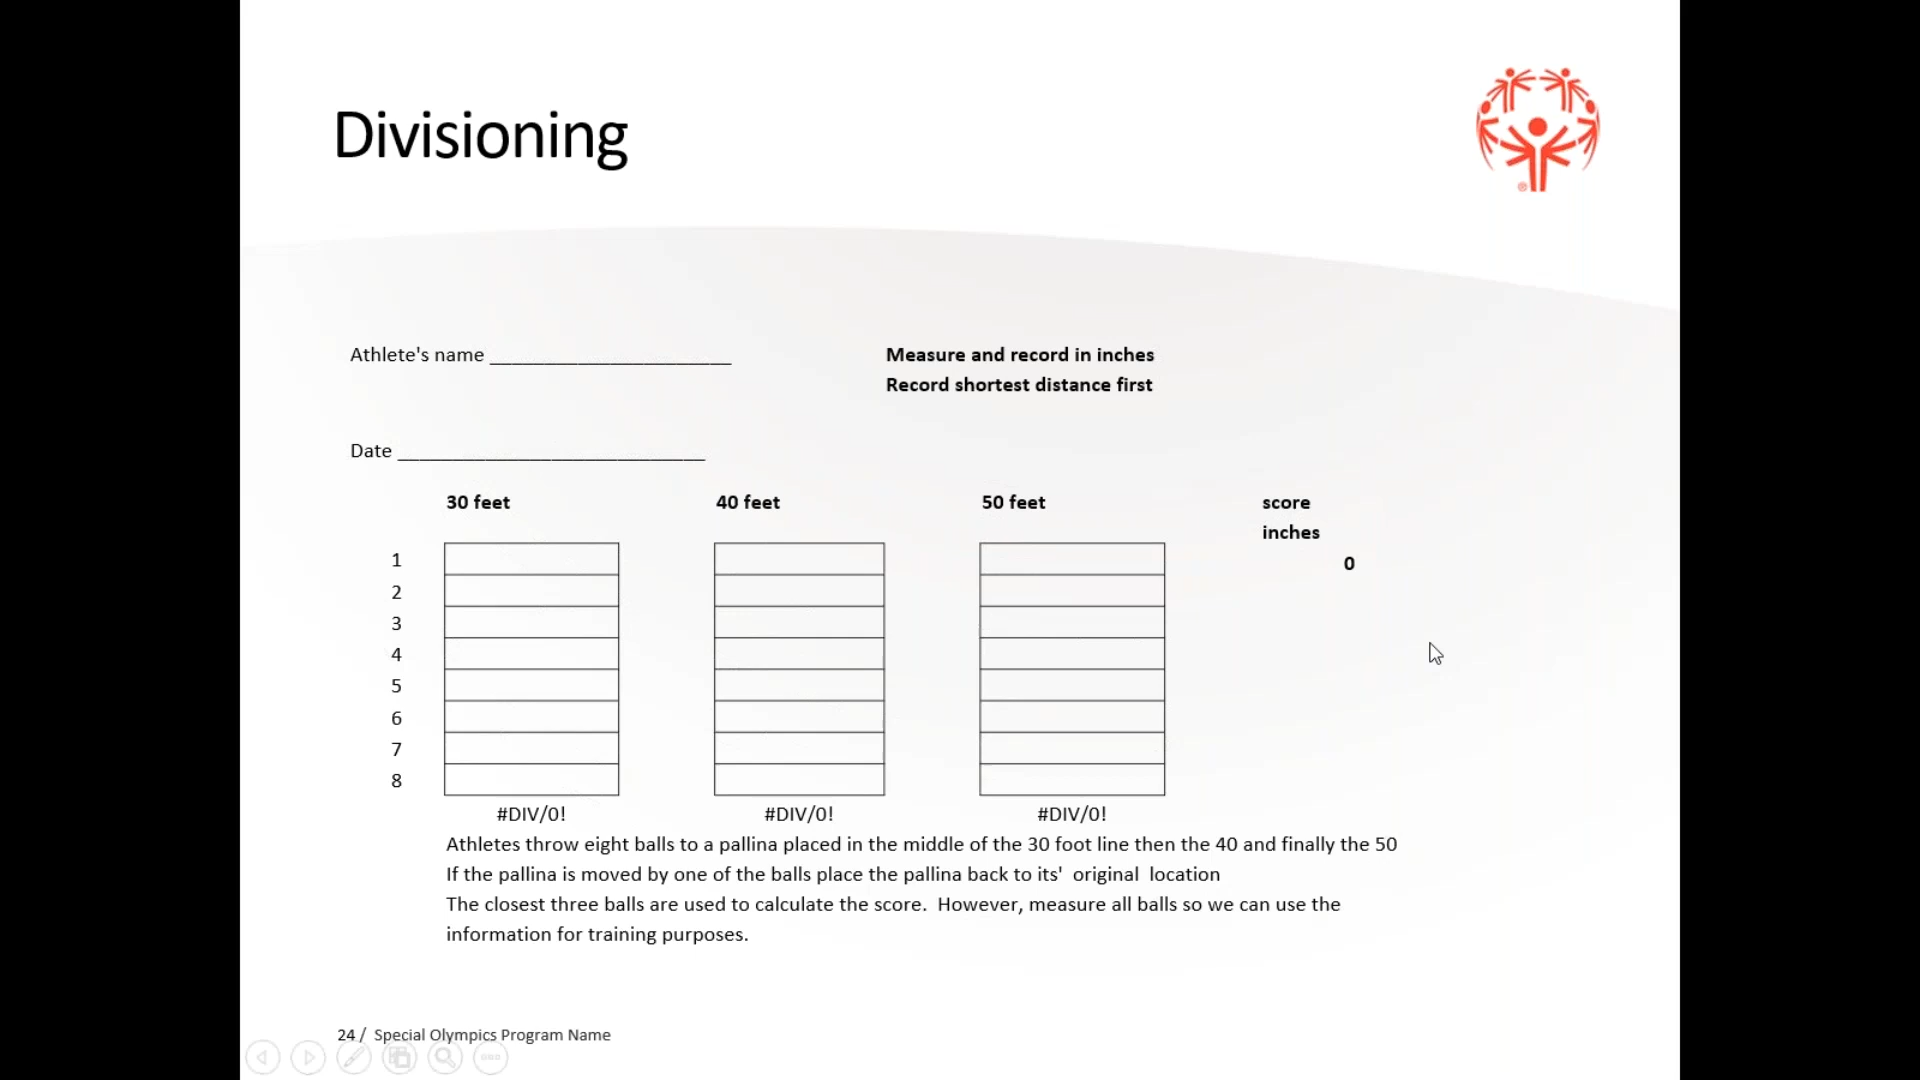 Divisioning
®
Athlete's name ______________________
Measure and record in inches
Record shortest distance first
Date ____________________________
30 feet 40 feet 50 feet score
inches
1 0
2
3
4
5
6
7
8
#DIV/0! #DIV/0! #DIV/0!
Athletes throw eight balls to a pallina placed in the middle of the 30 foot line then the 40 and finally the 50
If the pallina is moved by one of the balls place the pallina back to its' original location
The closest three balls are used to calculate the score. However, measure all balls so we can use the
information for training purposes.
24 / Special Olympics Program Name